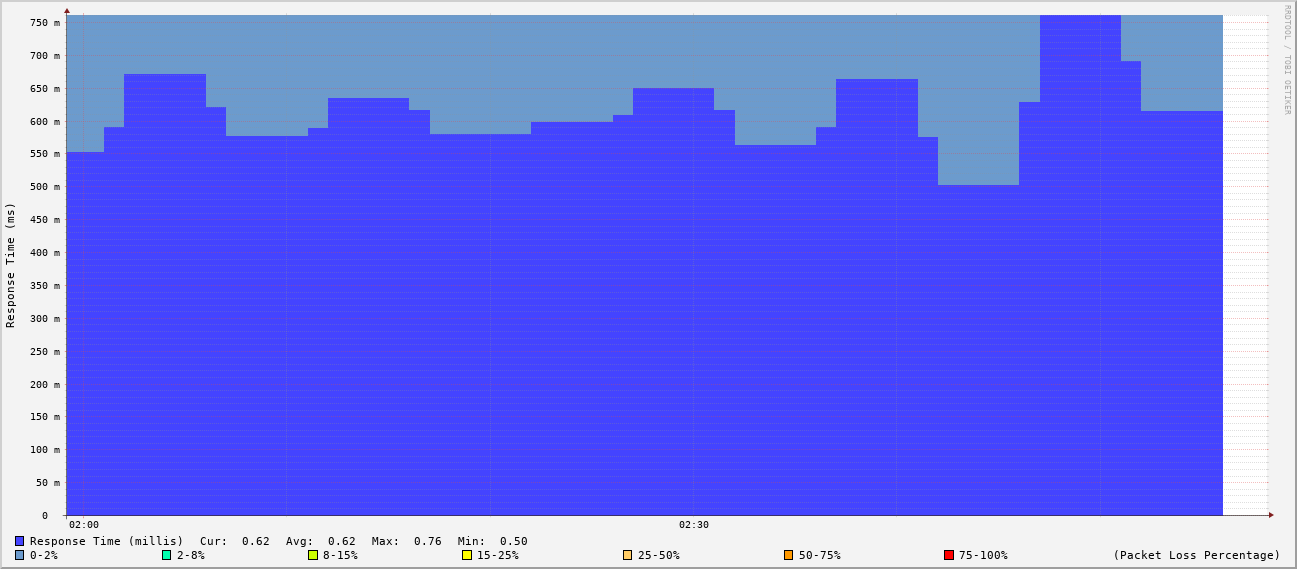 RRDTOOL / TOBI OETIKER
Response Time (ms)
750 m
700 m
650 m
600 m
550 m
500 m
450 m
400 m
350 m
300 m
250 m
200 m
150 m
100 m
50 m
0
02:00 02:30
Response Time (millis) Cur: 0.62 Avg: 0.62 Max: 0.76 Min: 0.50
0-2% 2-8% 8-15% 15-25% 25-50% 50-75% 75-100% (Packet Loss Percentage)